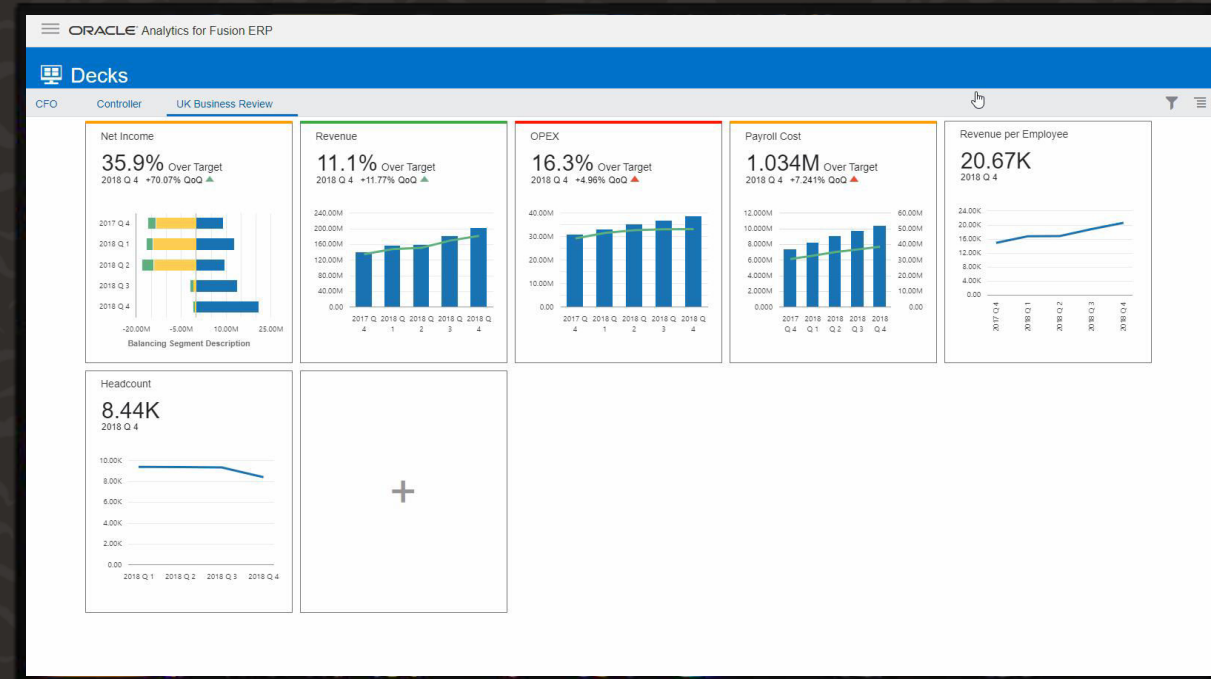 ORACLE Analytics for Fusion ERP
Decks
CFO Controller UK Business Review
Net Income
35.9% Over Target
2018 Q 4 +70.07% QoQ
2017 Q 4
2018 Q 1
2018 Q 2
2018 Q 3
2018 Q 4
-20.00M -5.00M 10.00M 25.00M
Balancing Segment Description
Revenue
11.1% Over Target
2018 Q 4 +11.77% QoQ
240.00M
200.00M
160.00M
120.00M
80.00M
40.00M
0.00
2017 Q 2018 Q 2018 Q 2018 Q 2018 Q
4 1 2 3 4
OPEX
16.3% Over Target
2018 Q 4 +4.96% QoQ
40.00M
30.00M
20.00M
10.00M
0.00
2017 Q 2018 Q 2018 Q 2018 Q 2018 Q
4 1 2 3 4
Payroll Cost
1.034M Over Target
2018 Q 4 +7.241% QoQ
12.000M 60.00M
10.000M 50.00M
8.000M 40.00M
6.000M 30.00M
4.000M 20.00M
2.000M 10.00M
0.000 0.00
2017 2018 2018 2018 2018
Q 4 Q 1 Q 2 Q 3 Q 4
Revenue per Employee
20.67K
2018 Q 4
24.00K
20.00K
16.00K
12.00K
8.00K
4.00K
0.00
2017 Q 4
2018 Q 1
2018 Q 2
2018 Q 3
2018 Q 4
Headcount
8.44K
2018 Q 4
10.00K
8.00K
6.00K
4.00K
2.00K
0.00
2018 Q 1 2018 Q 2 2018 Q 3 2018 Q 4